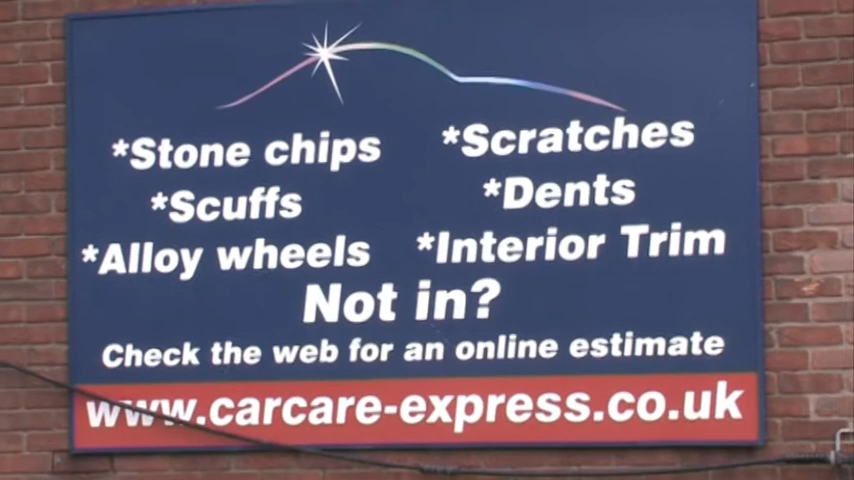 *Stone chips *Scratches
*Scuffs *Dents
*Alloy wheels *Interior Trim
Not in?
Check the web for an online estimate
www.carcare-express.co.uk